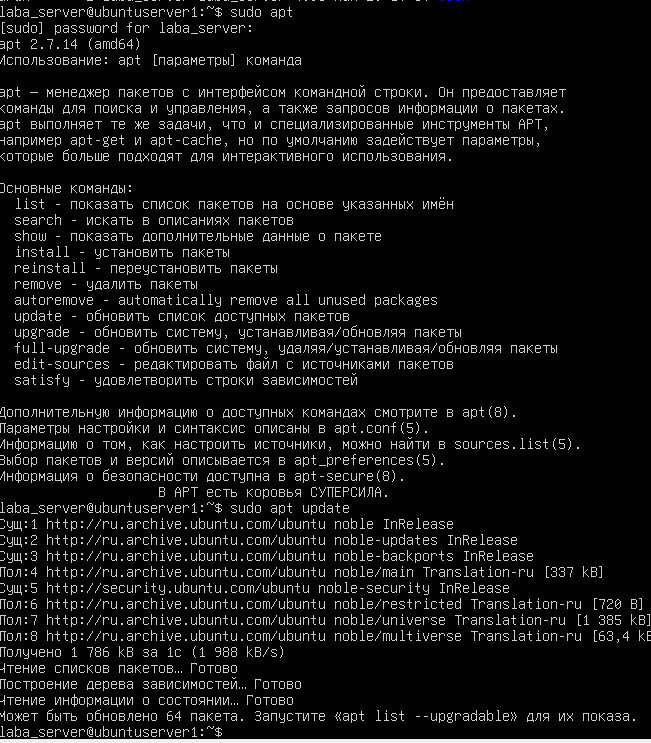 laba_server@ubuntuserver1:~$ sudo apt
[sudo] password for laba_server:
apt 2.7.14 (amd64)
Использование: apt [параметры] команда
apt — менеджер пакетов с интерфейсом командной строки. Он предоставляет
команды для поиска и управления, а также запросов информации о пакетах.
apt выполняет те же задачи, что и специализированные инструменты APT,
например apt-get и apt-cache, но по умолчанию задействует параметры,
которые больше подходят для интерактивного использования.
Основные команды:
list - показать список пакетов на основе указанных имён
search - искать в описаниях пакетов
show - показать дополнительные данные о пакете
install - установить пакеты
reinstall - переустановить пакеты
remove - удалить пакеты
autoremove - automatically remove all unused packages
update - обновить список доступных пакетов
upgrade - обновить систему, устанавливая/обновляя пакеты
full-upgrade - обновить систему, удаляя/устанавливая/обновляя пакеты
edit-sources - редактировать файл с источниками пакетов
satisfy - удовлетворить строки зависимостей
Дополнительную информацию о доступных командах смотрите в apt(8).
Параметры настройки и синтаксис описаны в apt.conf(5).
Информацию о том, как настроить источники, можно найти в sources.list(5).
Выбор пакетов и версий описывается в apt_preferences(5).
Информация о безопасности доступна в apt-secure(8).
В APT есть коровья СУПЕРСИЛА.
laba_server@ubuntuserver1:~$ sudo apt update
Сущ:1 http://ru.archive.ubuntu.com/ubuntu noble InRelease
Сущ:2 http://ru.archive.ubuntu.com/ubuntu noble-updates InRelease
Сущ:3 http://ru.archive.ubuntu.com/ubuntu noble-backports InRelease
Пол:4 http://ru.archive.ubuntu.com/ubuntu noble/main Translation-ru [337 kB]
Сущ:5 http://security.ubuntu.com/ubuntu noble-security InRelease
Пол:6 http://ru.archive.ubuntu.com/ubuntu noble/restricted Translation-ru [720 B]
Пол:7 http://ru.archive.ubuntu.com/ubuntu noble/universe Translation-ru [1 385 kB]
Пол:8 http://ru.archive.ubuntu.com/ubuntu noble/multiverse Translation-ru [63,4 kB
Получено 1 786 kB за 1с (1 988 kB/s)
Чтение списков пакетов… Готово
Построение дерева зависимостей… Готово
Чтение информации о состоянии… Готово
Может быть обновлено 64 пакета. Запустите «apt list --upgradable» для их показа.
laba_server@ubuntuserver1:~$